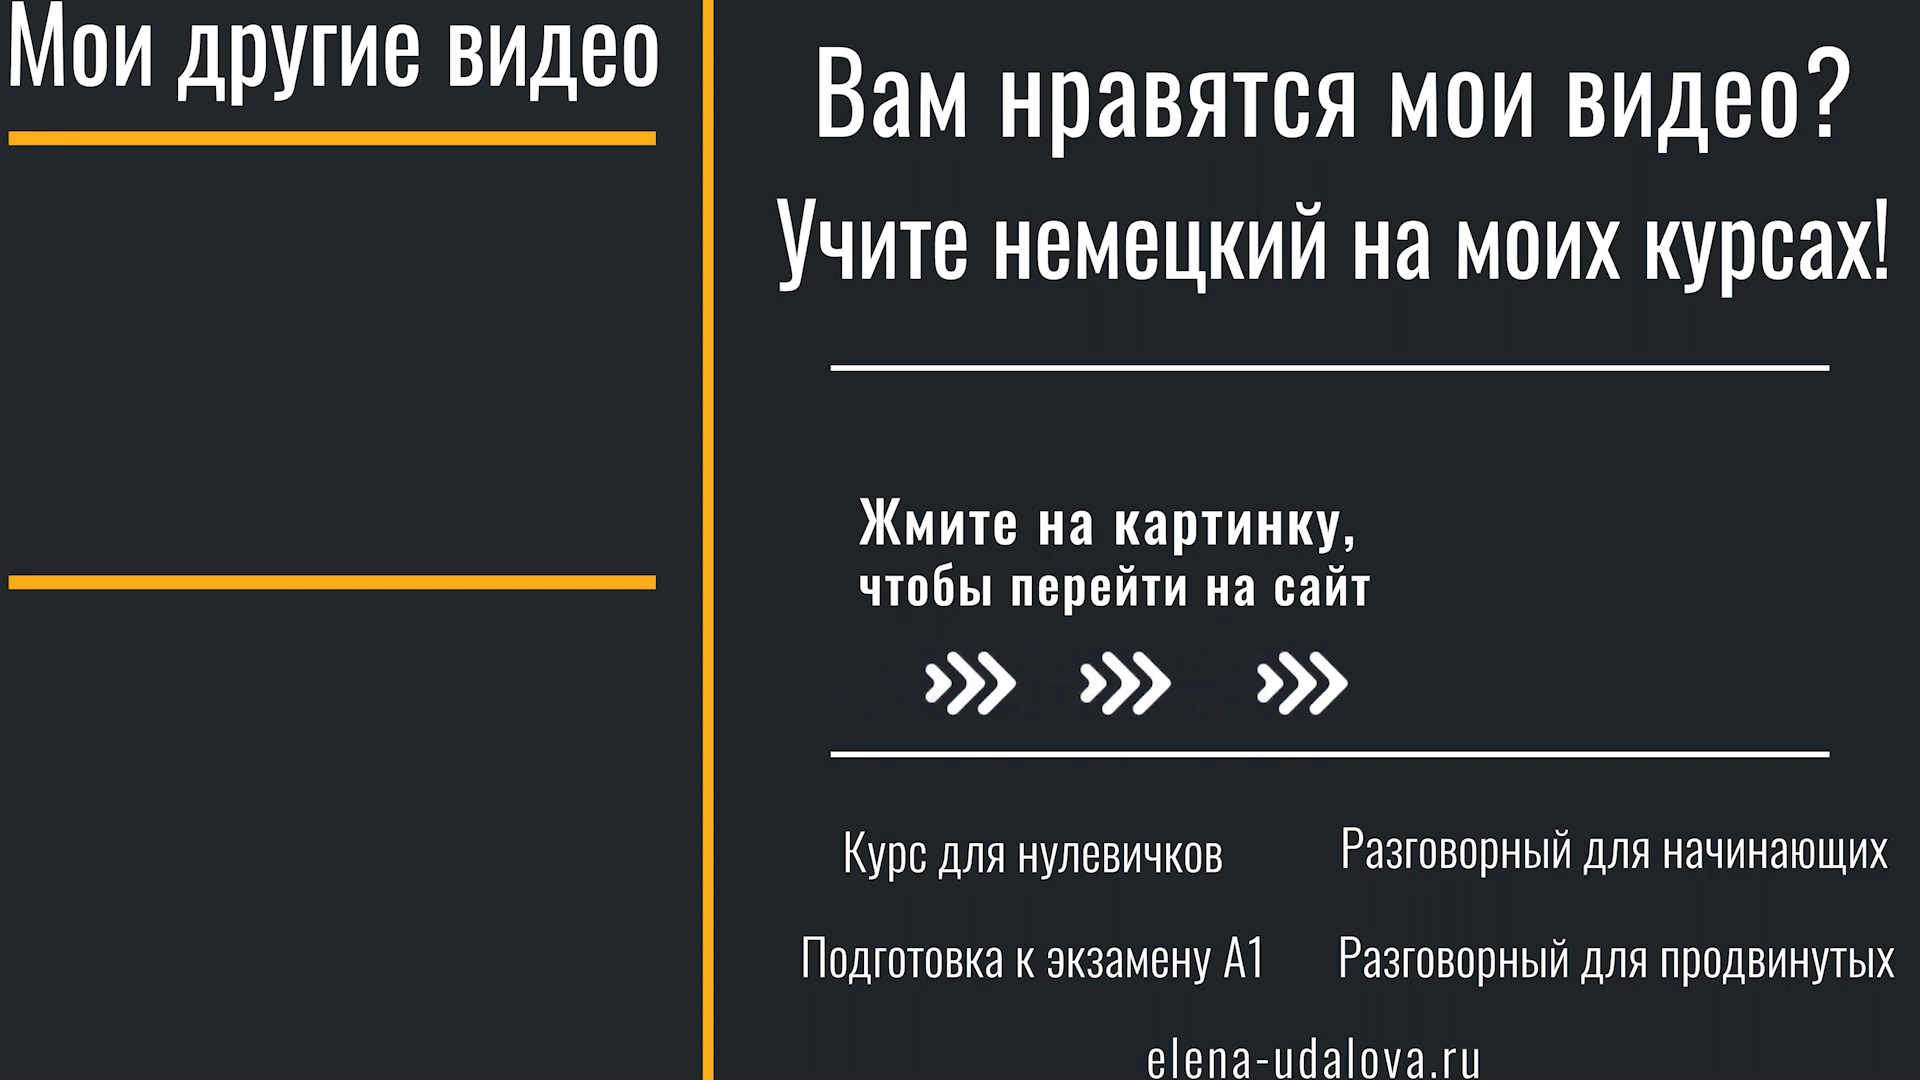 Мои другие видео
Вам нравятся мои видео?
Учите немецкий на моих курсах!
Жмите на картинку,
чтобы перейти на сайт
Курс для нулевичков
Разговорный для начинающих
Подготовка к экзамену А1
Разговорный для продвинутых
elena-udalova.ru